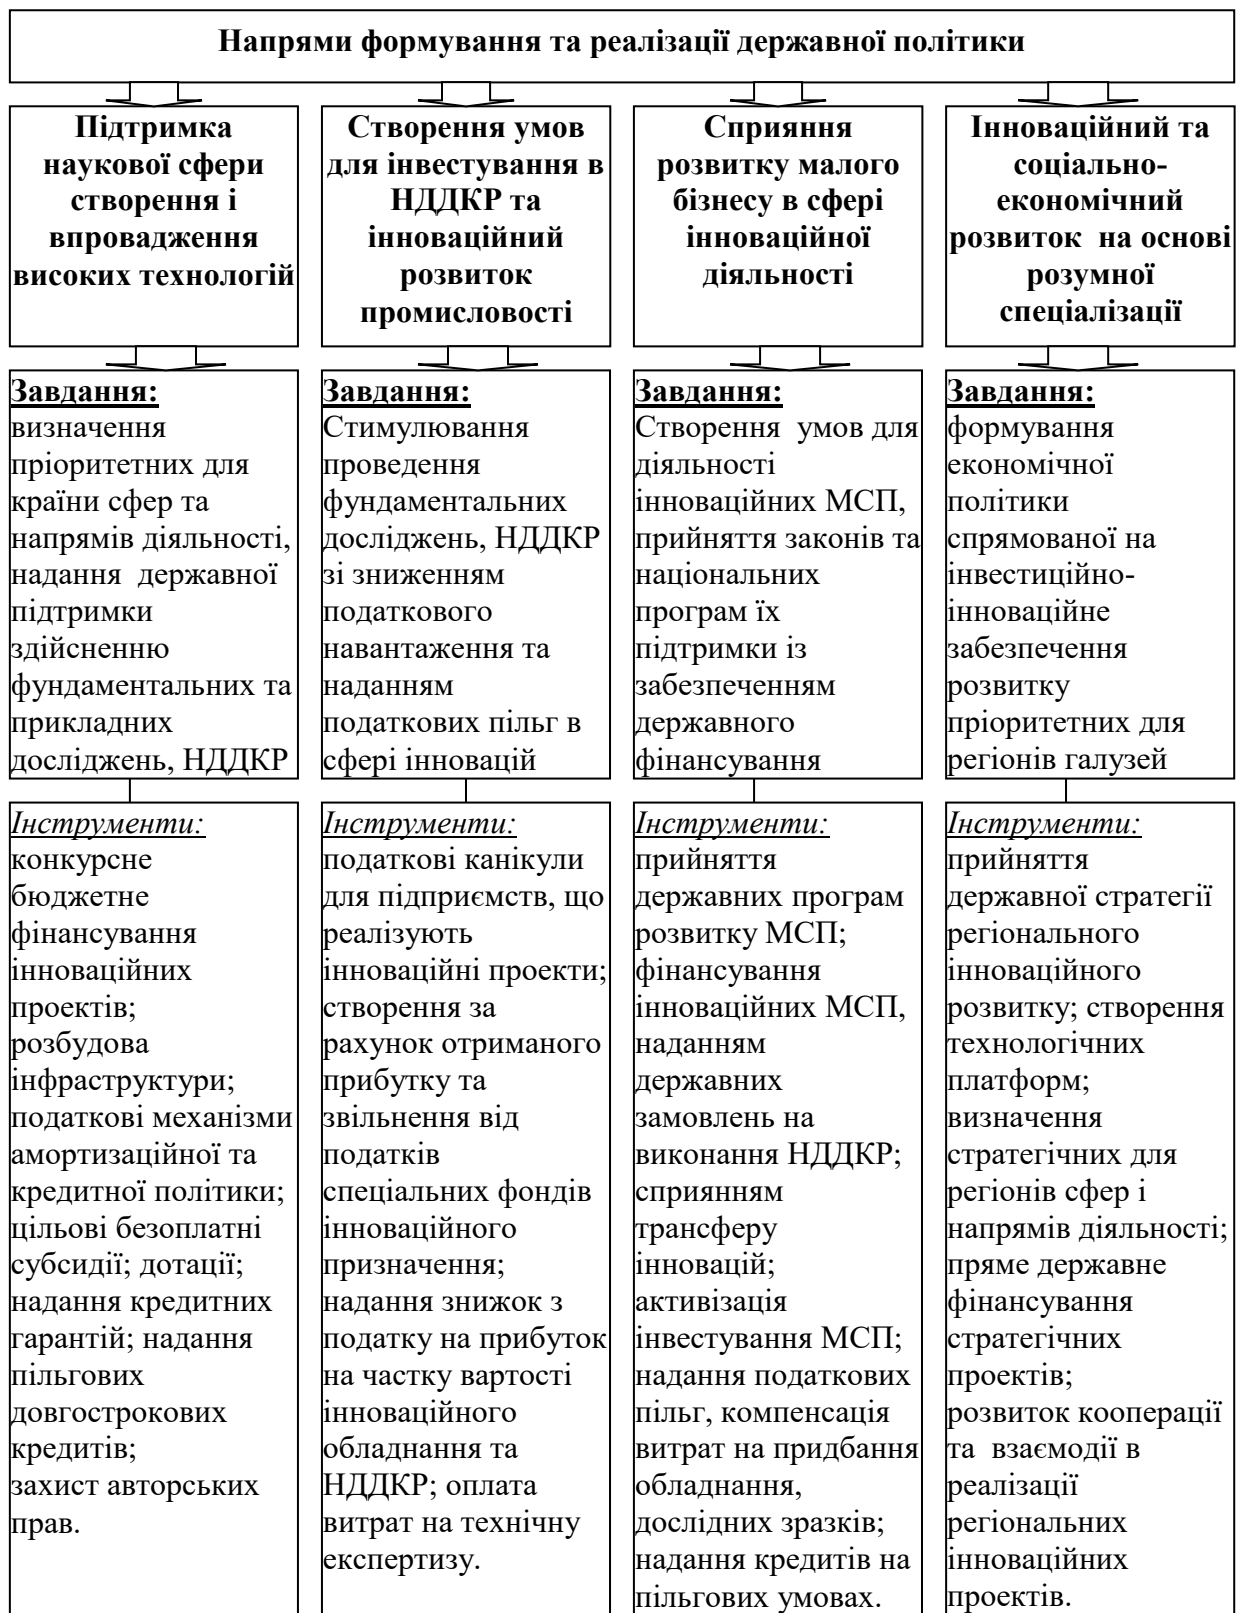 Напрями формування та реалізації державної політики
Підтримка
наукової сфери
створення і
впровадження
високих технологій
Створення умов
для інвестування в
НДДКР та
інноваційний
розвиток
промисловості
Сприяння
розвитку малого
бізнесу в сфері
інноваційної
діяльності
Інноваційний та
соціально-
економічний
розвиток на основі
розумної
спеціалізації
Завдання:
визначення
пріоритетних для
країни сфер та
напрямів діяльності,
надання державної
підтримки
здійсненню
фундаментальних та
прикладних
досліджень, НДДКР
Завдання:
Стимулювання
проведення
фундаментальних
досліджень, НДДКР
зі зниженням
податкового
навантаження та
наданням
податкових пільг в
сфері інновацій
Завдання:
Створення умов для
діяльності
інноваційних МСП,
прийняття законів та
національних
програм їх
підтримки із
забезпеченням
державного
фінансування
Завдання:
формування
економічної
політики
спрямованої на
інвестиційно-
інноваційне
забезпечення
розвитку
пріоритетних для
регіонів галузей
Інструменти:
конкурсне
бюджетне
фінансування
інноваційних
проектів;
розбудова
інфраструктури;
податкові механізми
амортизаційної та
кредитної політики;
цільові безоплатні
субсидії; дотації;
надання кредитних
гарантій; надання
пільгових
довгострокових
кредитів;
захист авторських
прав.
Інструменти:
податкові канікули
для підприємств, що
реалізують
інноваційні проекти;
створення за
рахунок отриманого
прибутку та
звільнення від
податків
спеціальних фондів
інноваційного
призначення;
надання знижок з
податку на прибуток
на частку вартості
інноваційного
обладнання та
НДДКР; оплата
витрат на технічну
експертизу.
Інструменти:
прийняття
державних програм
розвитку МСП;
фінансування
інноваційних МСП,
наданням
державних
замовлень на
виконання НДДКР;
сприянням
трансферу
інновацій;
активізація
інвестування МСП;
надання податкових
пільг, компенсація
витрат на придбання
обладнання,
дослідних зразків;
надання кредитів на
пільгових умовах.
Інструменти:
прийняття
державної стратегії
регіонального
інноваційного
розвитку; створення
технологічних
платформ;
визначення
стратегічних для
регіонів сфер і
напрямів діяльності;
пряме державне
фінансування
стратегічних
проектів;
розвиток кооперації
та взаємодії в
реалізації
регіональних
інноваційних
проектів.